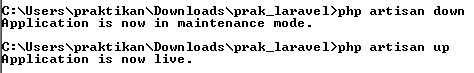 C:\Users\praktikan\Downloads\prak_laravel>php artisan down
Application is now in maintenance mode.
C:\Users\praktikan\Downloads\prak_laravel>php artisan up
Application is now live.